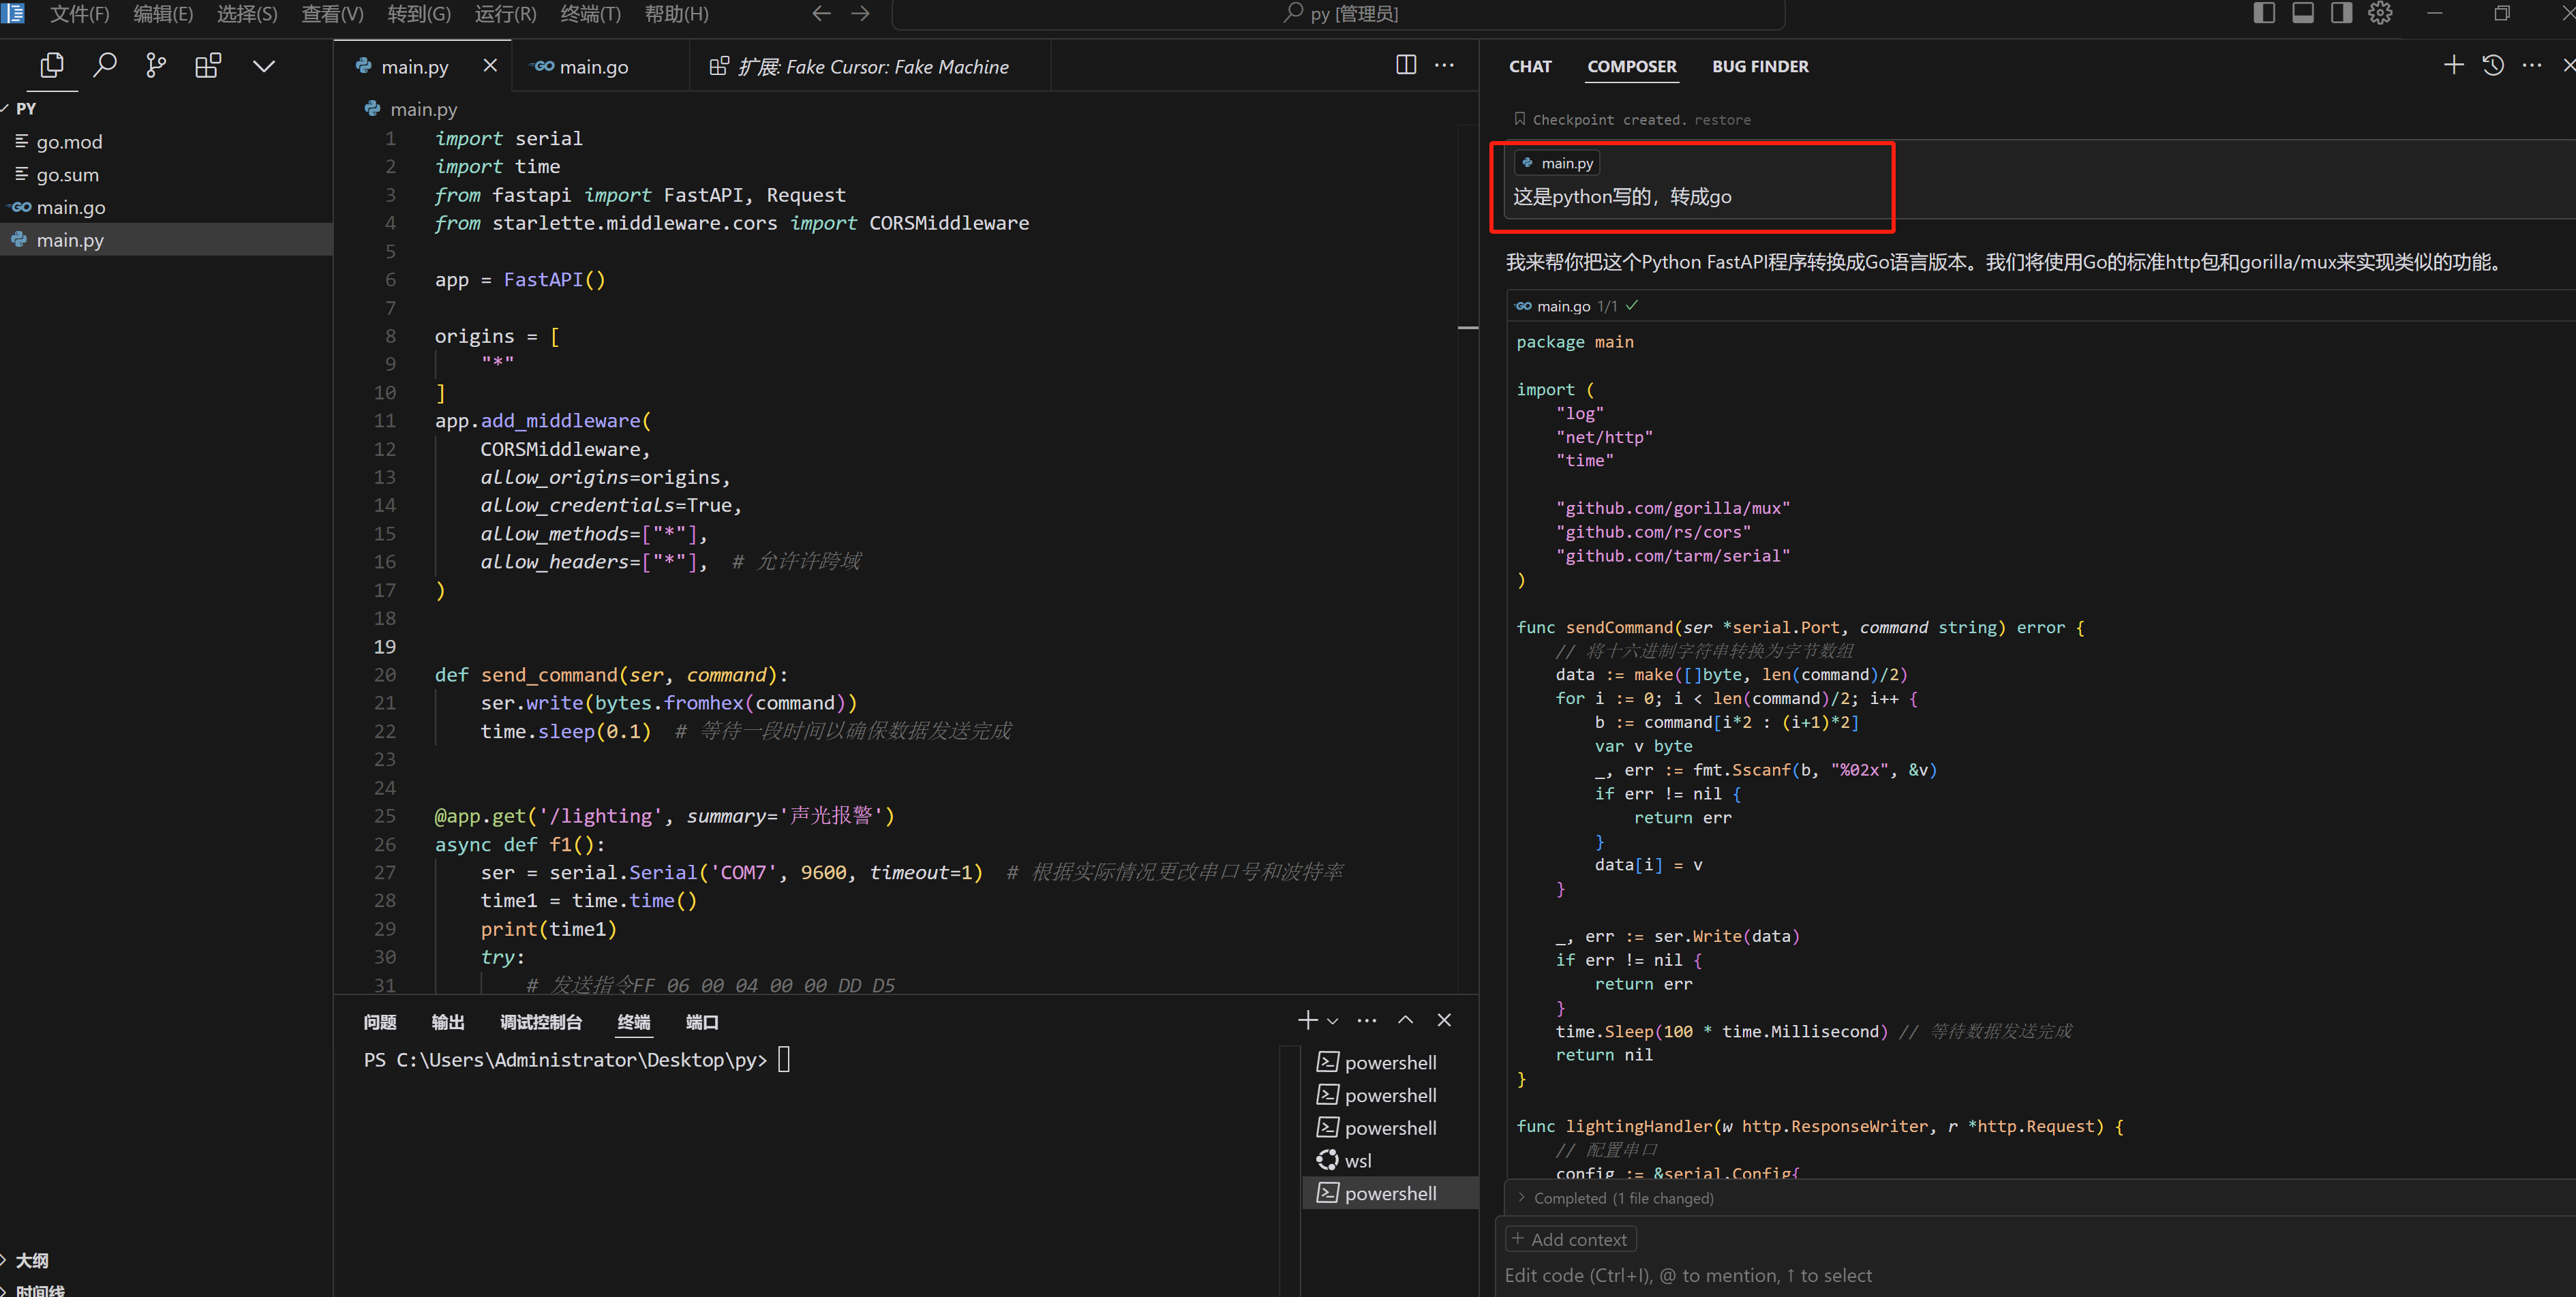 文件(F) 编辑(E) 选择(S) 查看(V) 转到(G) 运行(R) 终端(T) 帮助(H)
py [管理员]
PY
go.mod
go.sum
main.go
main.py
大纲
时间线
main.py
main.go
扩展: Fake Cursor: Fake Machine
main.py
1 import serial
2 import time
3 from fastapi import FastAPI, Request
4 from starlette.middleware.cors import CORSMiddleware
5
6 app = FastAPI()
7
8 origins = [
9 "*"
10 ]
11 app.add_middleware(
12 CORSMiddleware,
13 allow_origins=origins,
14 allow_credentials=True,
15 allow_methods=["*"],
16 allow_headers=["*"], # 允许许跨域
17 )
18
19
20 def send_command(ser, command):
21 ser.write(bytes.fromhex(command))
22 time.sleep(0.1) # 等待一段时间以确保数据发送完成
23
24
25 @app.get('/lighting', summary='声光报警')
26 async def f1():
27 ser = serial.Serial('COM7', 9600, timeout=1) # 根据实际情况更改串口号和波特率
28 time1 = time.time()
29 print(time1)
30 try:
31 # 发送指令FF 06 00 04 00 00 DD D5
问题 输出 调试控制台 终端 端口
PS C:\Users\Administrator\Desktop\py>
powershell
powershell
powershell
wsl
powershell
CHAT COMPOSER BUG FINDER
Checkpoint created. restore
main.py
这是python写的，转成go
我来帮你把这个Python FastAPI程序转换成Go语言版本。我们将使用Go的标准http包和gorilla/mux来实现类似的功能。
main.go 1/1
package main
import (
"log"
"net/http"
"time"
"github.com/gorilla/mux"
"github.com/rs/cors"
"github.com/tarm/serial"
)
func sendCommand(ser *serial.Port, command string) error {
// 将十六进制字符串转换为字节数组
data := make([]byte, len(command)/2)
for i := 0; i < len(command)/2; i++ {
b := command[i*2 : (i+1)*2]
var v byte
_, err := fmt.Sscanf(b, "%02x", &v)
if err != nil {
return err
}
data[i] = v
}
_, err := ser.Write(data)
if err != nil {
return err
}
time.Sleep(100 * time.Millisecond) // 等待数据发送完成
return nil
}
func lightingHandler(w http.ResponseWriter, r *http.Request) {
// 配置串口
config := &serial.Config{
Completed (1 file changed)
+ Add context
Edit code (Ctrl+I), @ to mention, ↑ to select